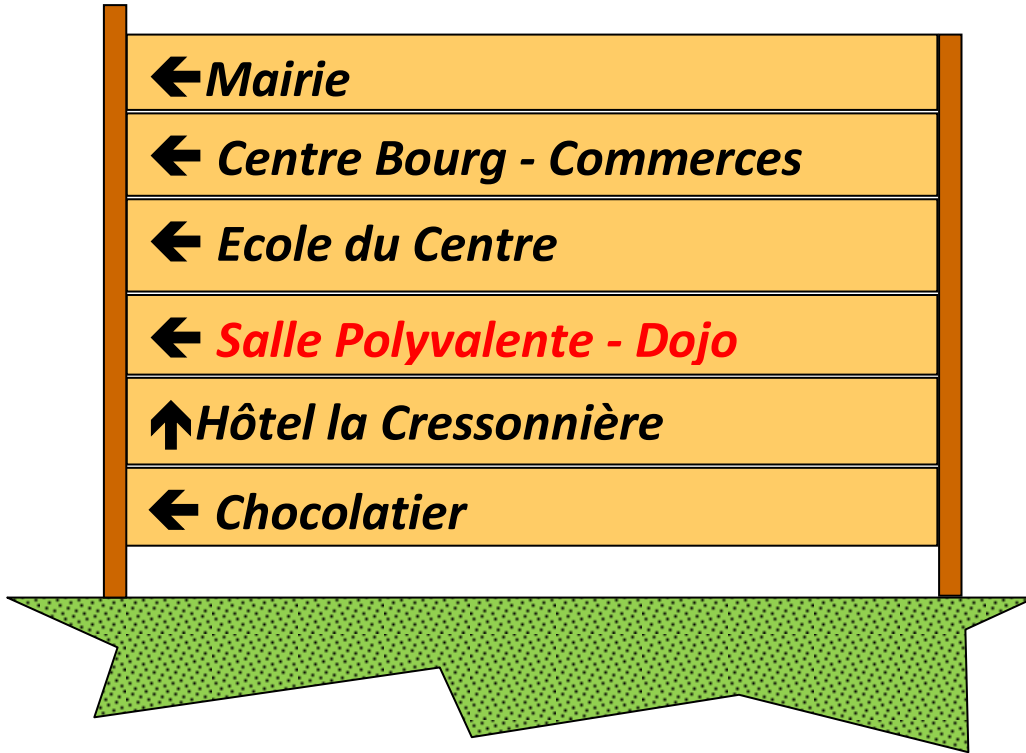 ←Mairie
← Centre Bourg - Commerces
← Ecole du Centre
← Salle Polyvalente - Dojo
↑Hôtel la Cressonnière
← Chocolatier